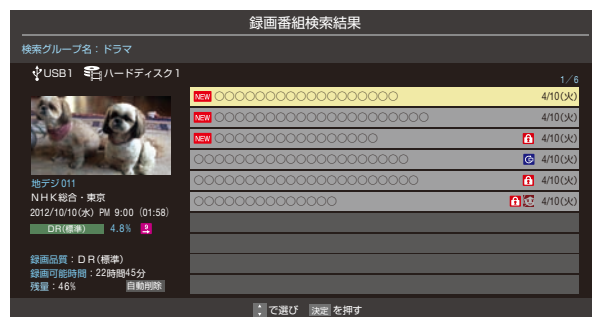 録画番組検索結果
検索グループ名：ドラマ
USB1 ハードディスク1
1／6
NEW ○○○○○○○○○○○○○○○○○○ 4/10(火)
NEW ○○○○○○○○○○○○○○○○○○○○○ 4/10(火)
NEW ○○○○○○○○○○○○○○○○ 4/10(火)
○○○○○○○○○○○○○○○○○○○○○ 4/10(火)
○○○○○○○○○○○○○○○○○○○○○○ 4/10(火)
○○○○○○○○○○○○○○ 4/10(火)
地デジ011
NHK総合・東京
2012/10/10(水) PM 9:00 (01:58)
DR(標準) 4.8%
録画品質：DR(標準)
録画可能時間：22時間45分
残量：46% 自動削除
で選び 決定 を押す